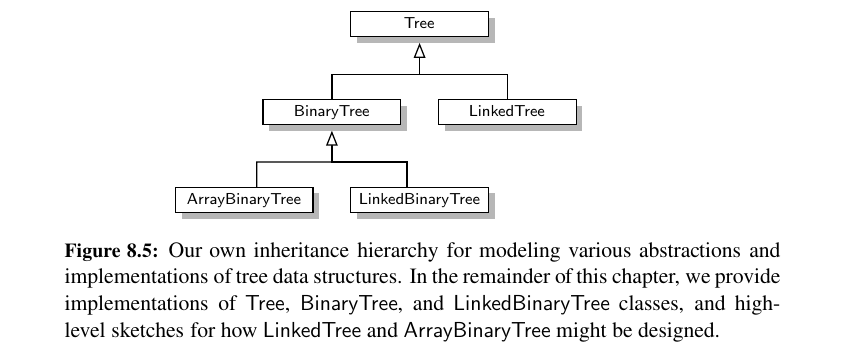 Tree
BinaryTree
LinkedTree
ArrayBinaryTree
LinkedBinaryTree
Figure 8.5: Our own inheritance hierarchy for modeling various abstractions and
implementations of tree data structures. In the remainder of this chapter, we provide
implementations of Tree, BinaryTree, and LinkedBinaryTree classes, and high-
level sketches for how LinkedTree and ArrayBinaryTree might be designed.